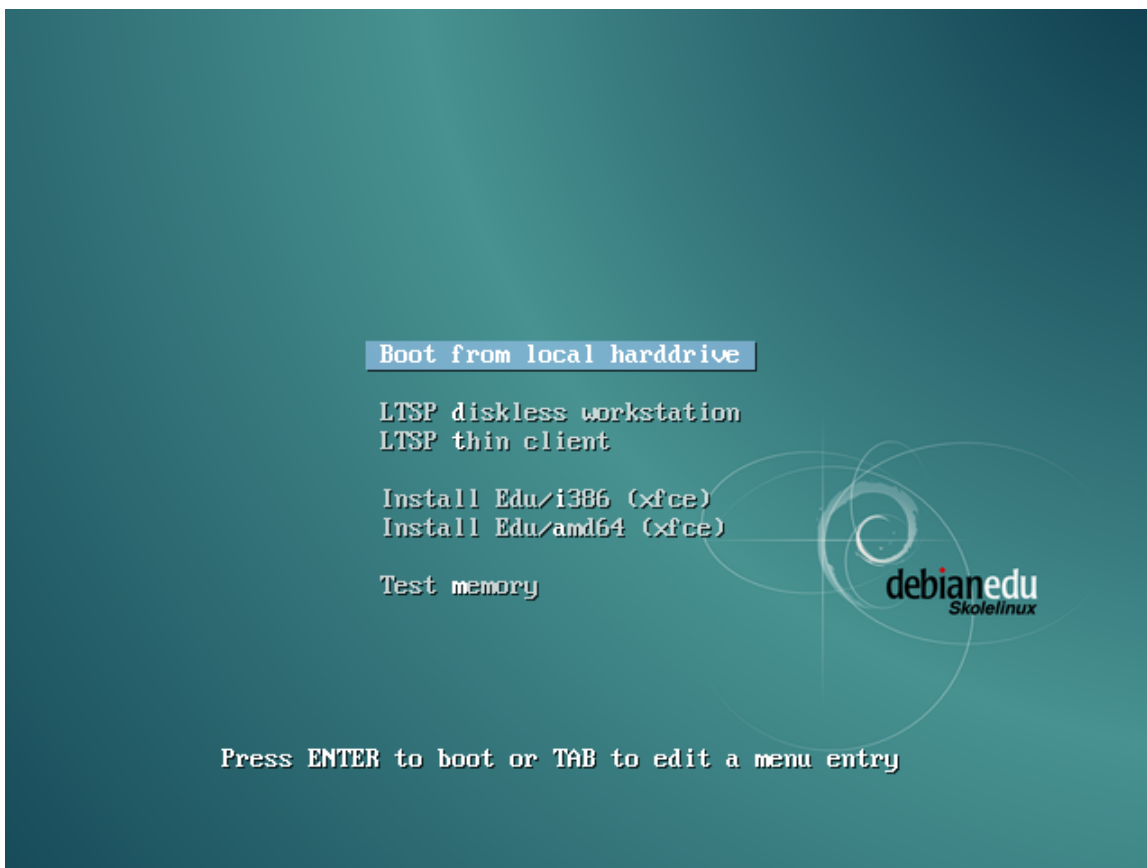 Boot from local harddrive
LTSP diskless workstation
LTSP thin client
Install Edu/i386 (xfce)
Install Edu/amd64 (xfce)
Test memory
debianedu
Skolelinux
Press ENTER to boot or TAB to edit a menu entry